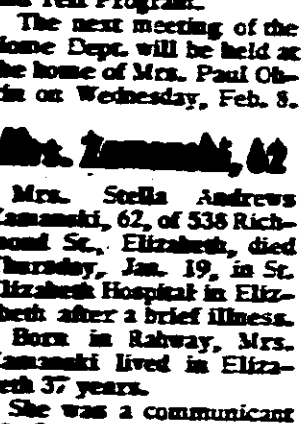 The next meeting of the
Home Dept. will be held at
the home of Mrs. Paul
on Wednesday, Feb. 8.
Mrs. Zamanski, 62
Mrs. Stella Andrews
Zamanski, 62, of 538 Rich-
mond St., Elizabeth, died
Thursday, Jan. 19, in St.
Elizabeth Hospital in Eliz-
abeth after a brief illness.
Born in Rahway, Mrs.
Zamanski lived in Eliza-
beth 37 years.
She was a communicant